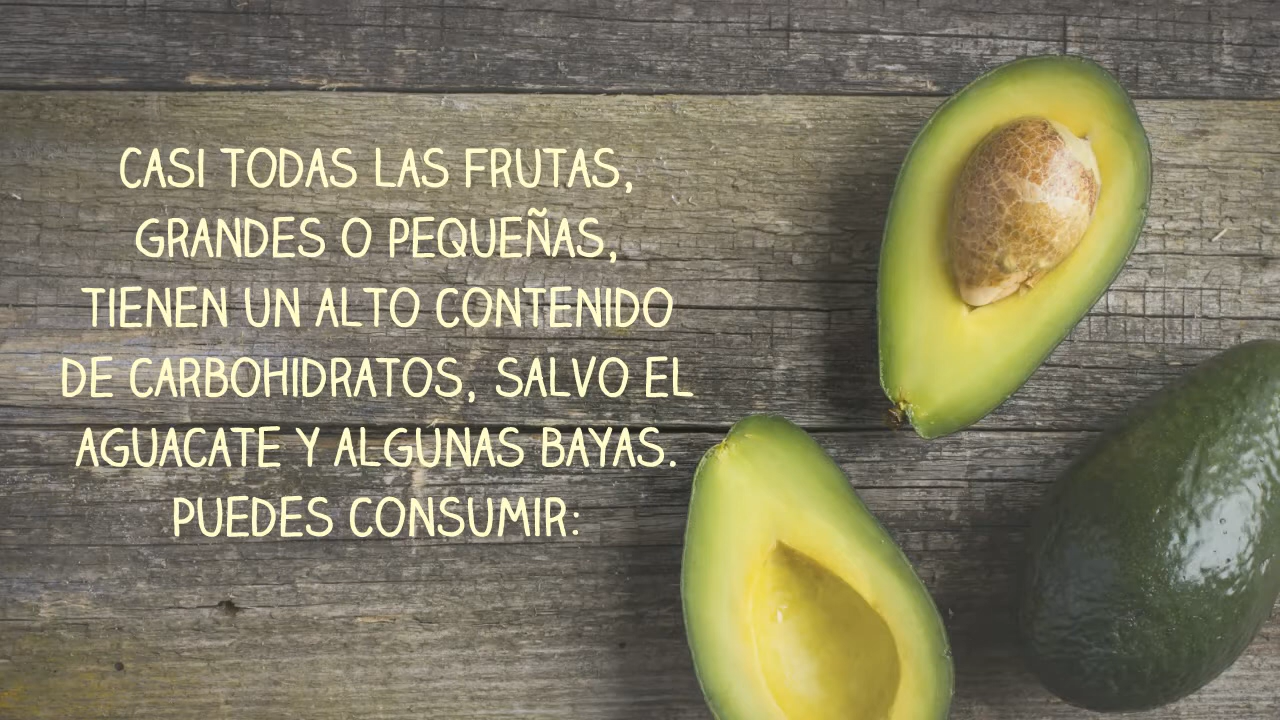 CASI TODAS LAS FRUTAS,
GRANDES O PEQUEÑAS,
TIENEN UN ALTO CONTENIDO
DE CARBOHIDRATOS, SALVO EL
AGUACATE Y ALGUNAS BAYAS.
PUEDES CONSUMIR: